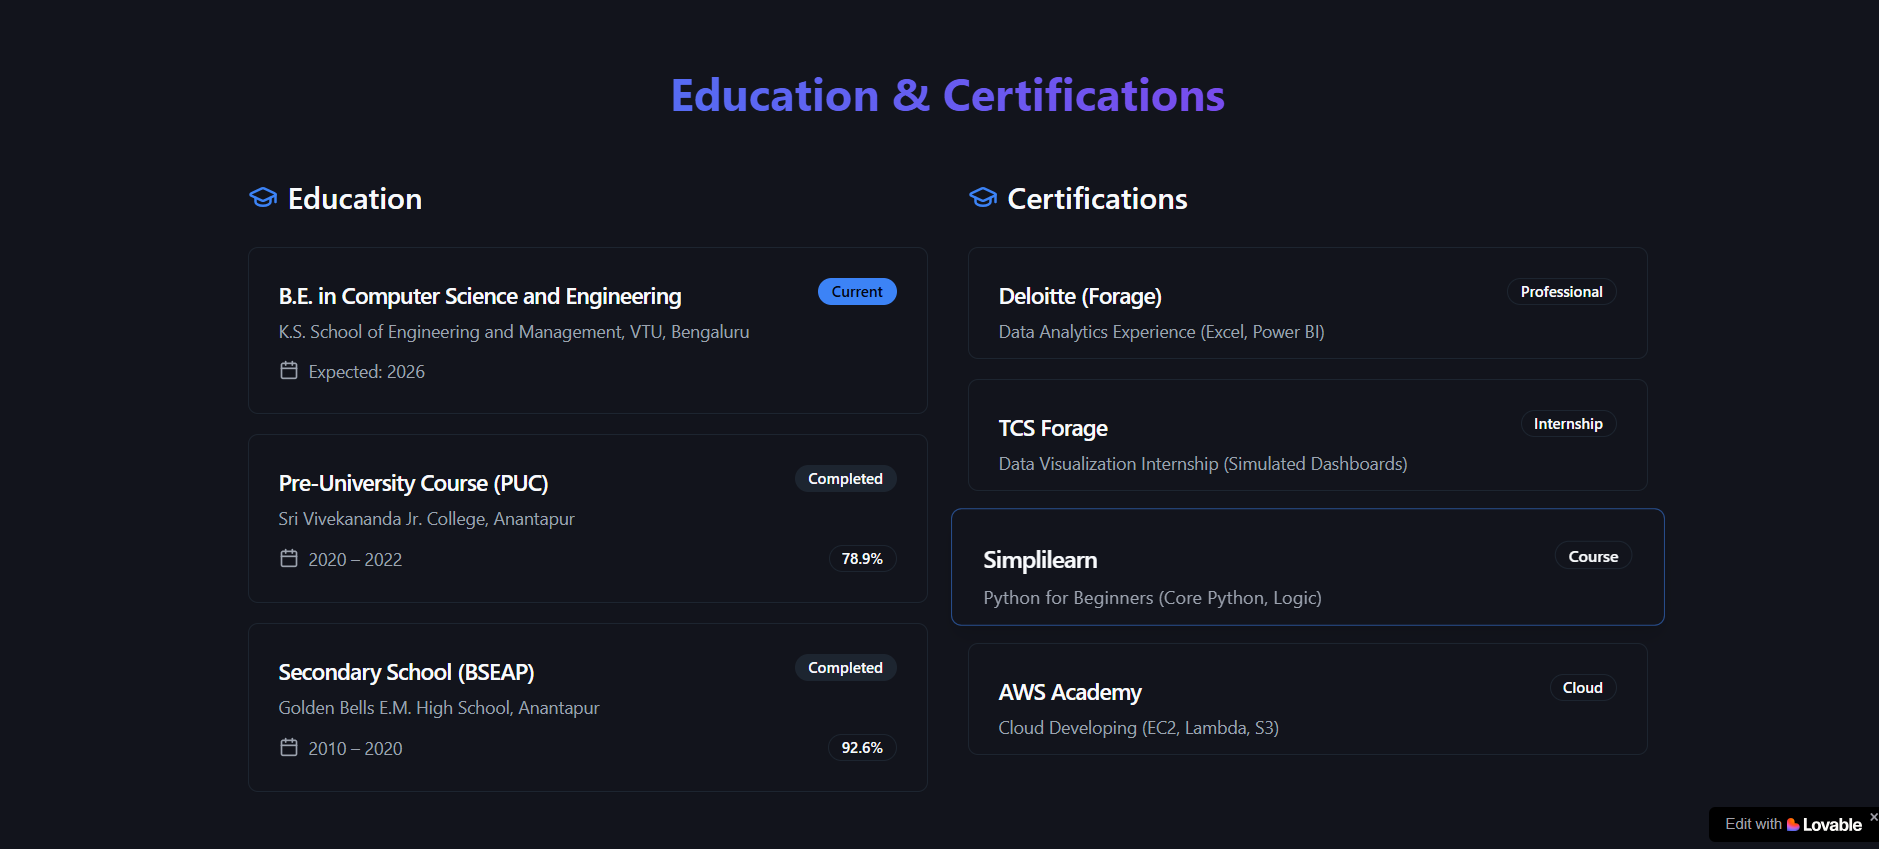 Education & Certifications
Education
B.E. in Computer Science and Engineering
Current
K.S. School of Engineering and Management, VTU, Bengaluru
Expected: 2026
Pre-University Course (PUC)
Completed
Sri Vivekananda Jr. College, Anantapur
2020 – 2022
78.9%
Secondary School (BSEAP)
Completed
Golden Bells E.M. High School, Anantapur
2010 – 2020
92.6%
Certifications
Deloitte (Forage)
Professional
Data Analytics Experience (Excel, Power BI)
TCS Forage
Internship
Data Visualization Internship (Simulated Dashboards)
Simplilearn
Course
Python for Beginners (Core Python, Logic)
AWS Academy
Cloud
Cloud Developing (EC2, Lambda, S3)
Edit with Lovable